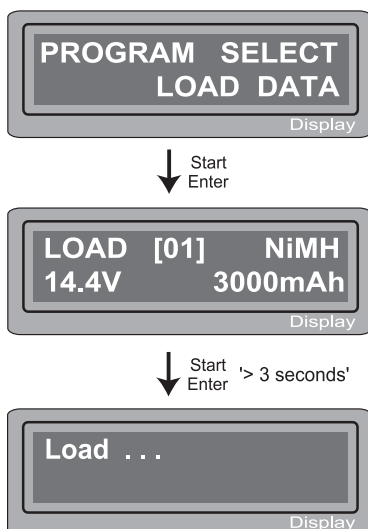 PROGRAM SELECT
LOAD DATA
Display
Start
Enter
LOAD [01] NiMH
14.4V 3000mAh
Display
Start
Enter '> 3 seconds'
Load ...
Display